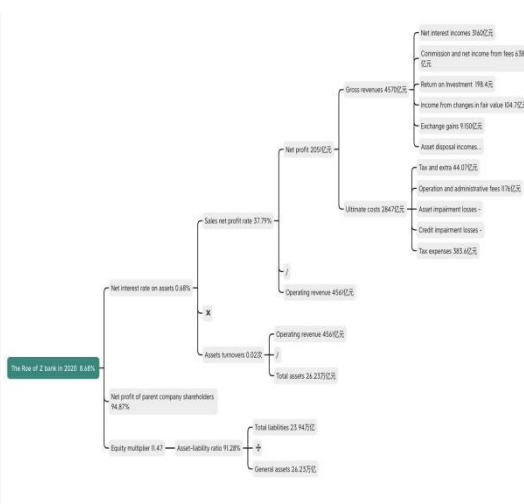 Net interest incomes 3160亿元
Commission and net income from fees 638
亿元
Return on Investment 198.4元
Income from changes in fair value 104.7亿
Exchange gains 9.150亿元
Asset disposal incomes...
Gross revenues 4570亿元
Net profit 2051亿元
Tax and extra 44.07亿元
Operation and administrative fees 1176亿元
Ultimate costs 2847亿元
Asset impairment losses -
Credit impairment losses -
Tax expenses 383.6亿元
Sales net profit rate 37.79%
/
Operating revenue 4561亿元
Net interest rate on assets 0.68%
×
Operating revenue 4561亿元
Assets turnovers 0.02次
/
Total assets 26.23万亿元
The Roe of Z bank in 2020 8.68%
Net profit of parent company shareholders
94.87%
Total liabilities 23.94万亿
Equity multiplier 11.47
Asset-liability ratio 91.28%
÷
General assets 26.23万亿